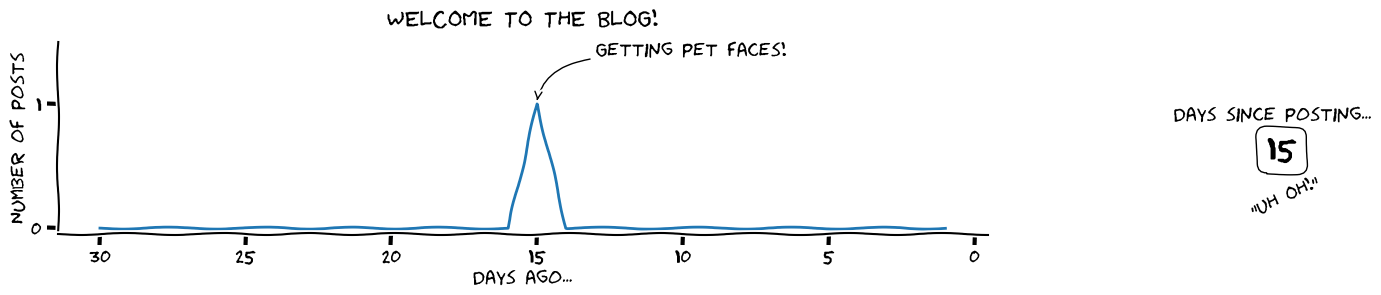 WELCOME TO THE BLOG!
GETTING PET FACES!
NUMBER OF POSTS
1
0
30 25 20 15 10 5 0
DAYS AGO...
DAYS SINCE POSTING...
15
"UH OH!"